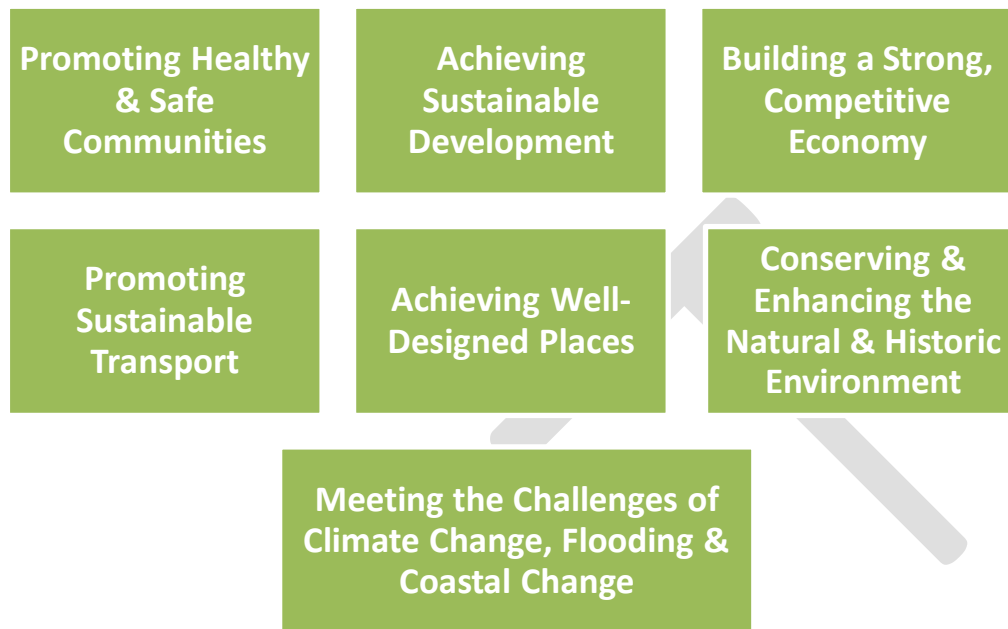 Promoting Healthy
& Safe
Communities
Achieving
Sustainable
Development
Building a Strong,
Competitive
Economy
Promoting
Sustainable
Transport
Achieving Well-
Designed Places
Conserving &
Enhancing the
Natural & Historic
Environment
Meeting the Challenges of
Climate Change, Flooding &
Coastal Change